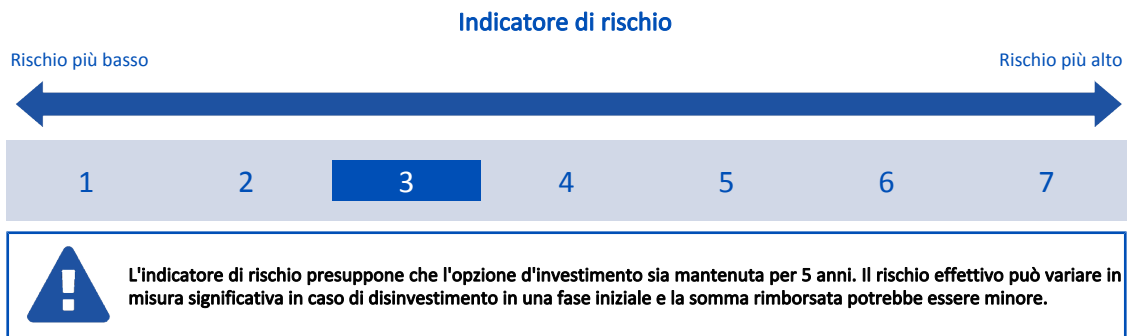 Indicatore di rischio
Rischio più basso
Rischio più alto
1 2 3 4 5 6 7
L'indicatore di rischio presuppone che l'opzione d'investimento sia mantenuta per 5 anni. Il rischio effettivo può variare in
misura significativa in caso di disinvestimento in una fase iniziale e la somma rimborsata potrebbe essere minore.